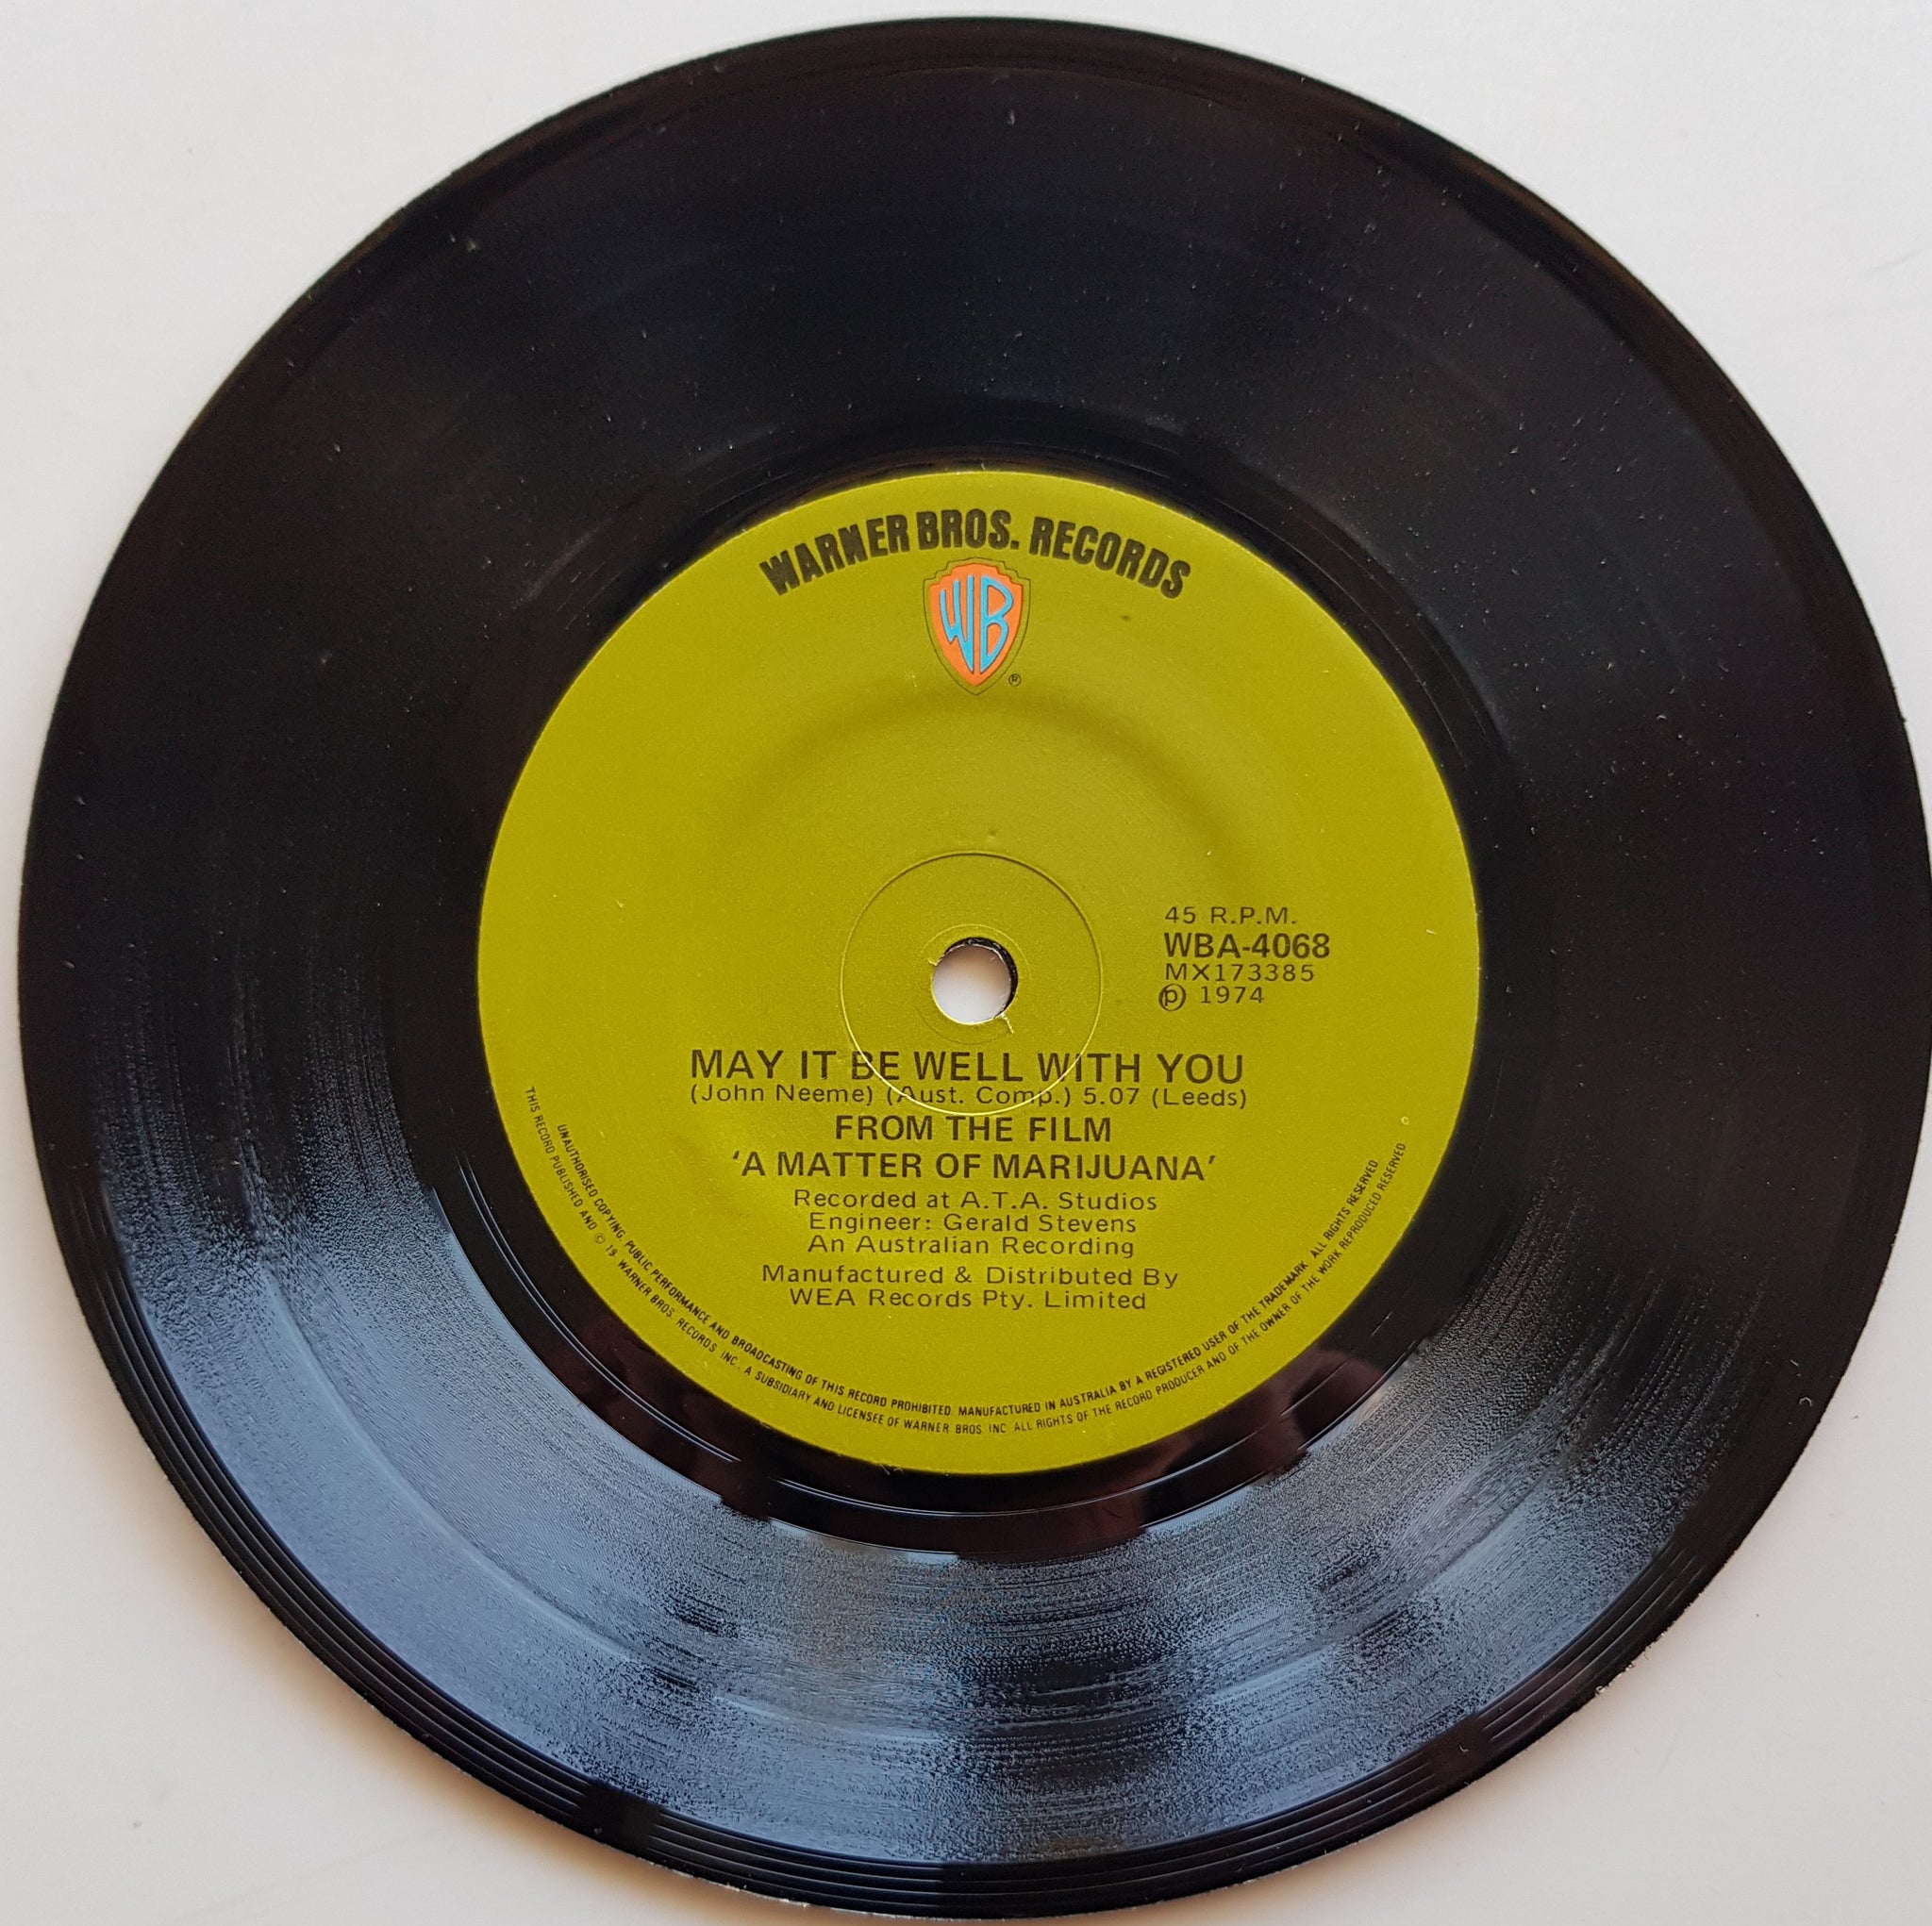 WARNER BROS. RECORDS
WB
®
45 R.P.M.
WBA-4068
MX173385
℗ 1974
MAY IT BE WELL WITH YOU
(John Neeme) (Aust. Comp.) 5.07 (Leeds)
FROM THE FILM
‘A MATTER OF MARIJUANA’
Recorded at A.T.A. Studios
Engineer: Gerald Stevens
An Australian Recording
Manufactured & Distributed By
WEA Records Pty. Limited
UNAUTHORISED COPYING, PUBLIC PERFORMANCE AND BROADCASTING OF THIS RECORD PROHIBITED. MANUFACTURED IN AUSTRALIA BY A REGISTERED USER OF THE TRADEMARK. ALL RIGHTS RESERVED
THIS RECORD PUBLISHED AND © 19 WARNER BROS. RECORDS INC., A SUBSIDIARY AND LICENSEE OF WARNER BROS INC ALL RIGHTS OF THE RECORD PRODUCER AND OF THE OWNER OF THE WORK REPRODUCED RESERVED